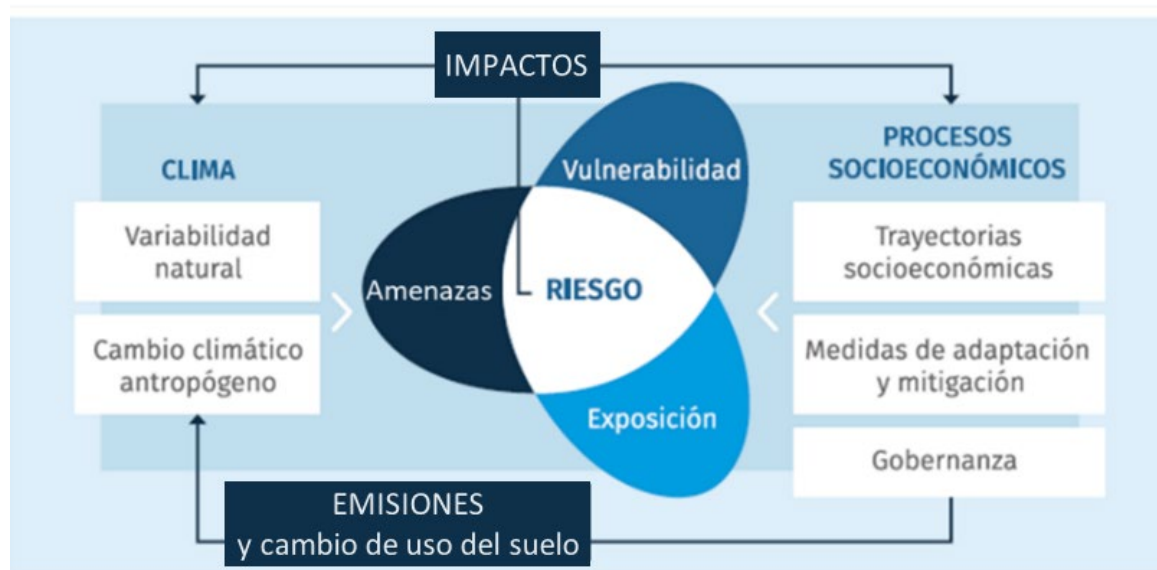 IMPACTOS
CLIMA
Variabilidad
natural
Cambio climático
antropógeno
Amenazas
RIESGO
Vulnerabilidad
Exposición
PROCESOS
SOCIOECONÓMICOS
Trayectorias
socioeconómicas
Medidas de adaptación
y mitigación
Gobernanza
EMISIONES
y cambio de uso del suelo